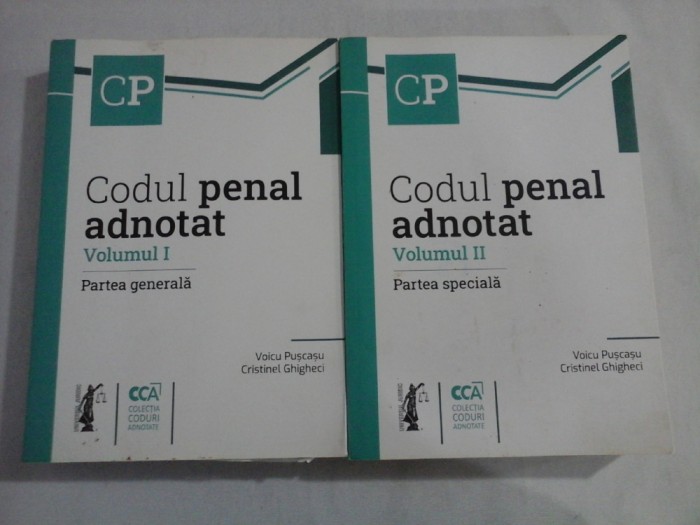 CP
Codul penal
adnotat
Volumul I
Partea generală
Voicu Pușcașu
Cristinel Ghigheci
CCA
COLECȚIA
CODURI
ADNOTATE
CP
Codul penal
adnotat
Volumul II
Partea specială
Voicu Pușcașu
Cristinel Ghigheci
CCA
COLECȚIA
CODURI
ADNOTATE